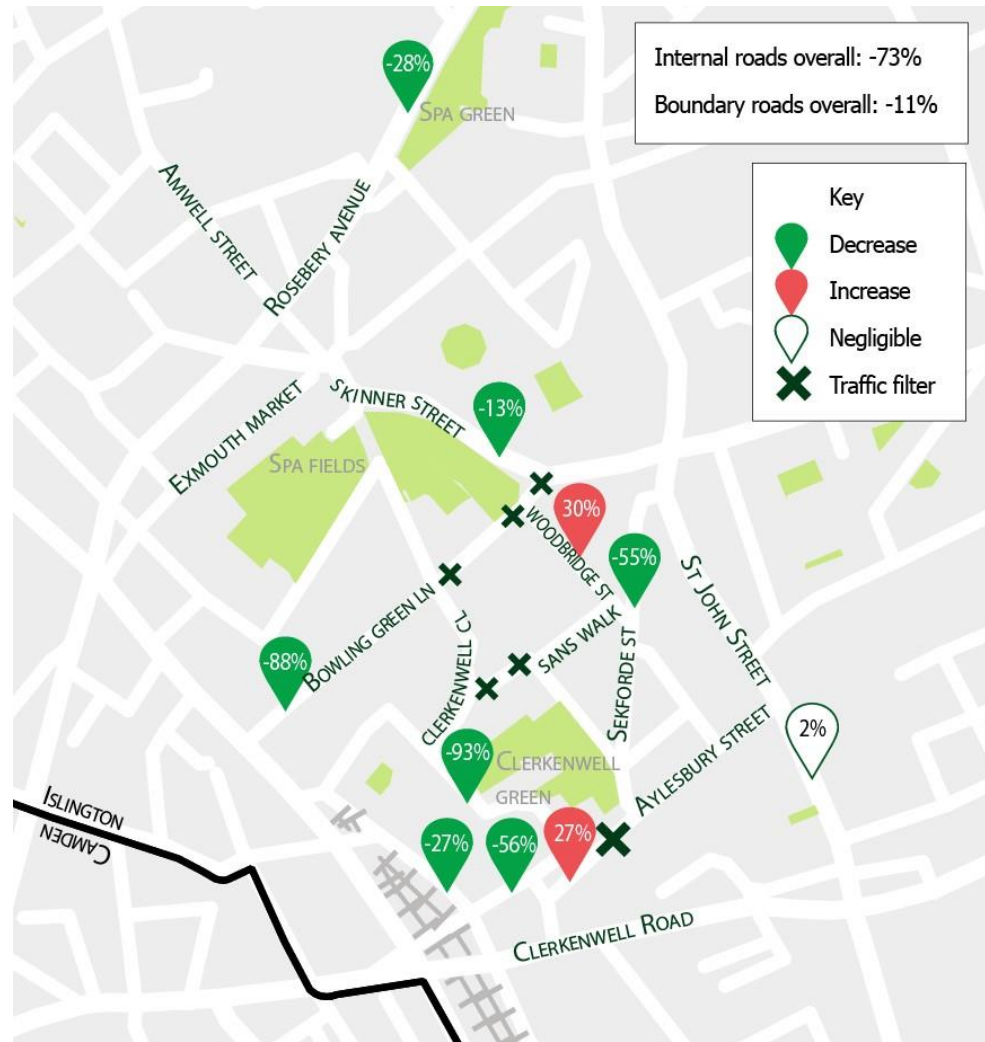 -28%
Internal roads overall: -73%
Boundary roads overall: -11%
SPA GREEN
Key
Decrease
Increase
Negligible
Traffic filter
AMWELL STREET
ROSEBERY AVENUE
EXMOUTH MARKET
SKINNER STREET
-13%
SPA FIELDS
30%
WOODBRIDGE ST
-55%
ST JOHN STREET
BOWLING GREEN LN
-88%
CLERKENWELL CL
SANS WALK
SEKFORDE ST
2%
-93%
CLERKENWELL
GREEN
AYLESBURY STREET
ISLINGTON
CAMDEN
-27%
-56%
27%
CLERKENWELL ROAD